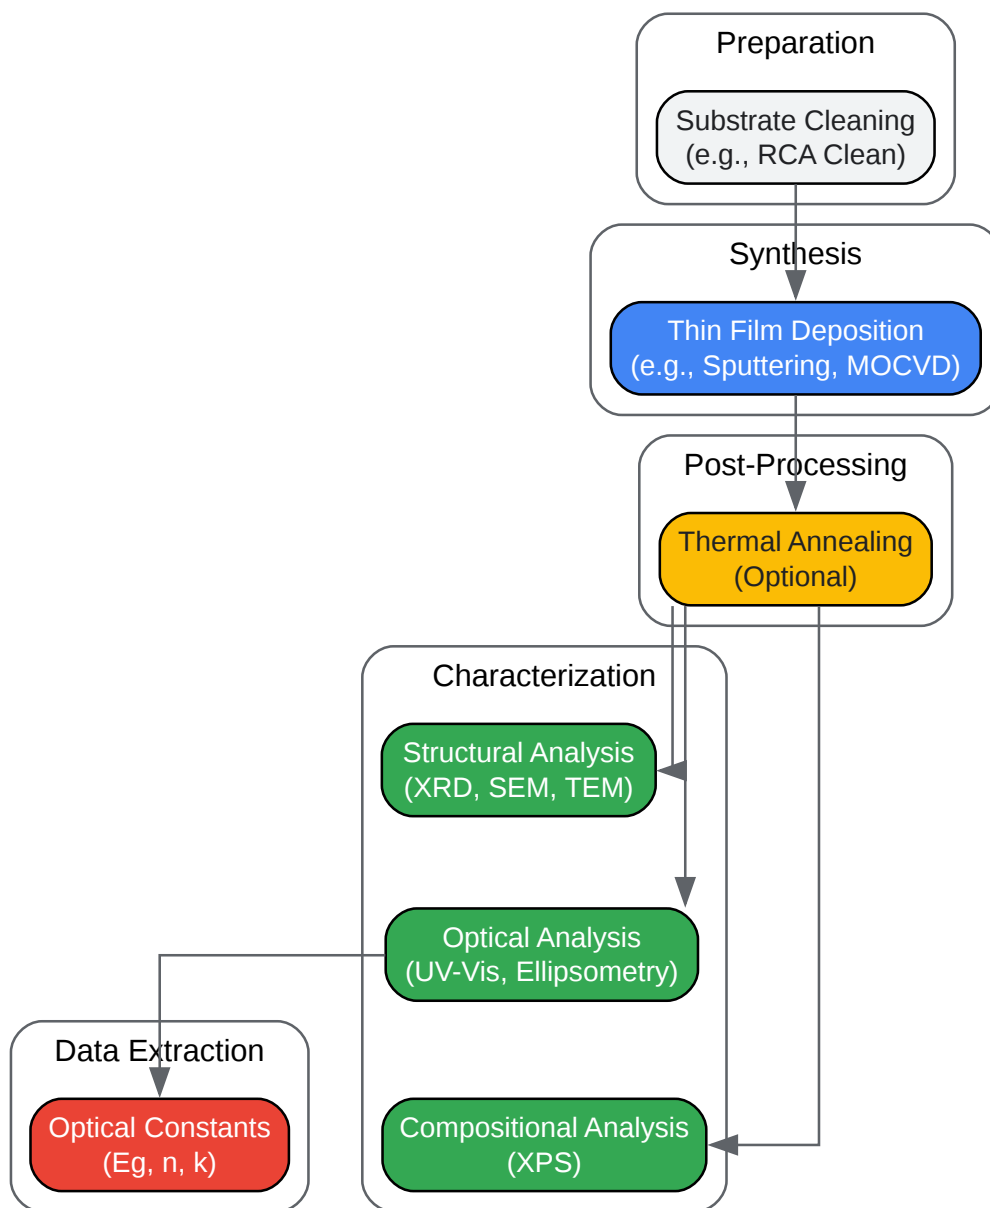 Preparation
Substrate Cleaning
(e.g., RCA Clean)
Synthesis
Thin Film Deposition
(e.g., Sputtering, MOCVD)
Post-Processing
Thermal Annealing
(Optional)
Characterization
Structural Analysis
(XRD, SEM, TEM)
Optical Analysis
(UV-Vis, Ellipsometry)
Data Extraction
Optical Constants
(Eg, n, k)
Compositional Analysis
(XPS)